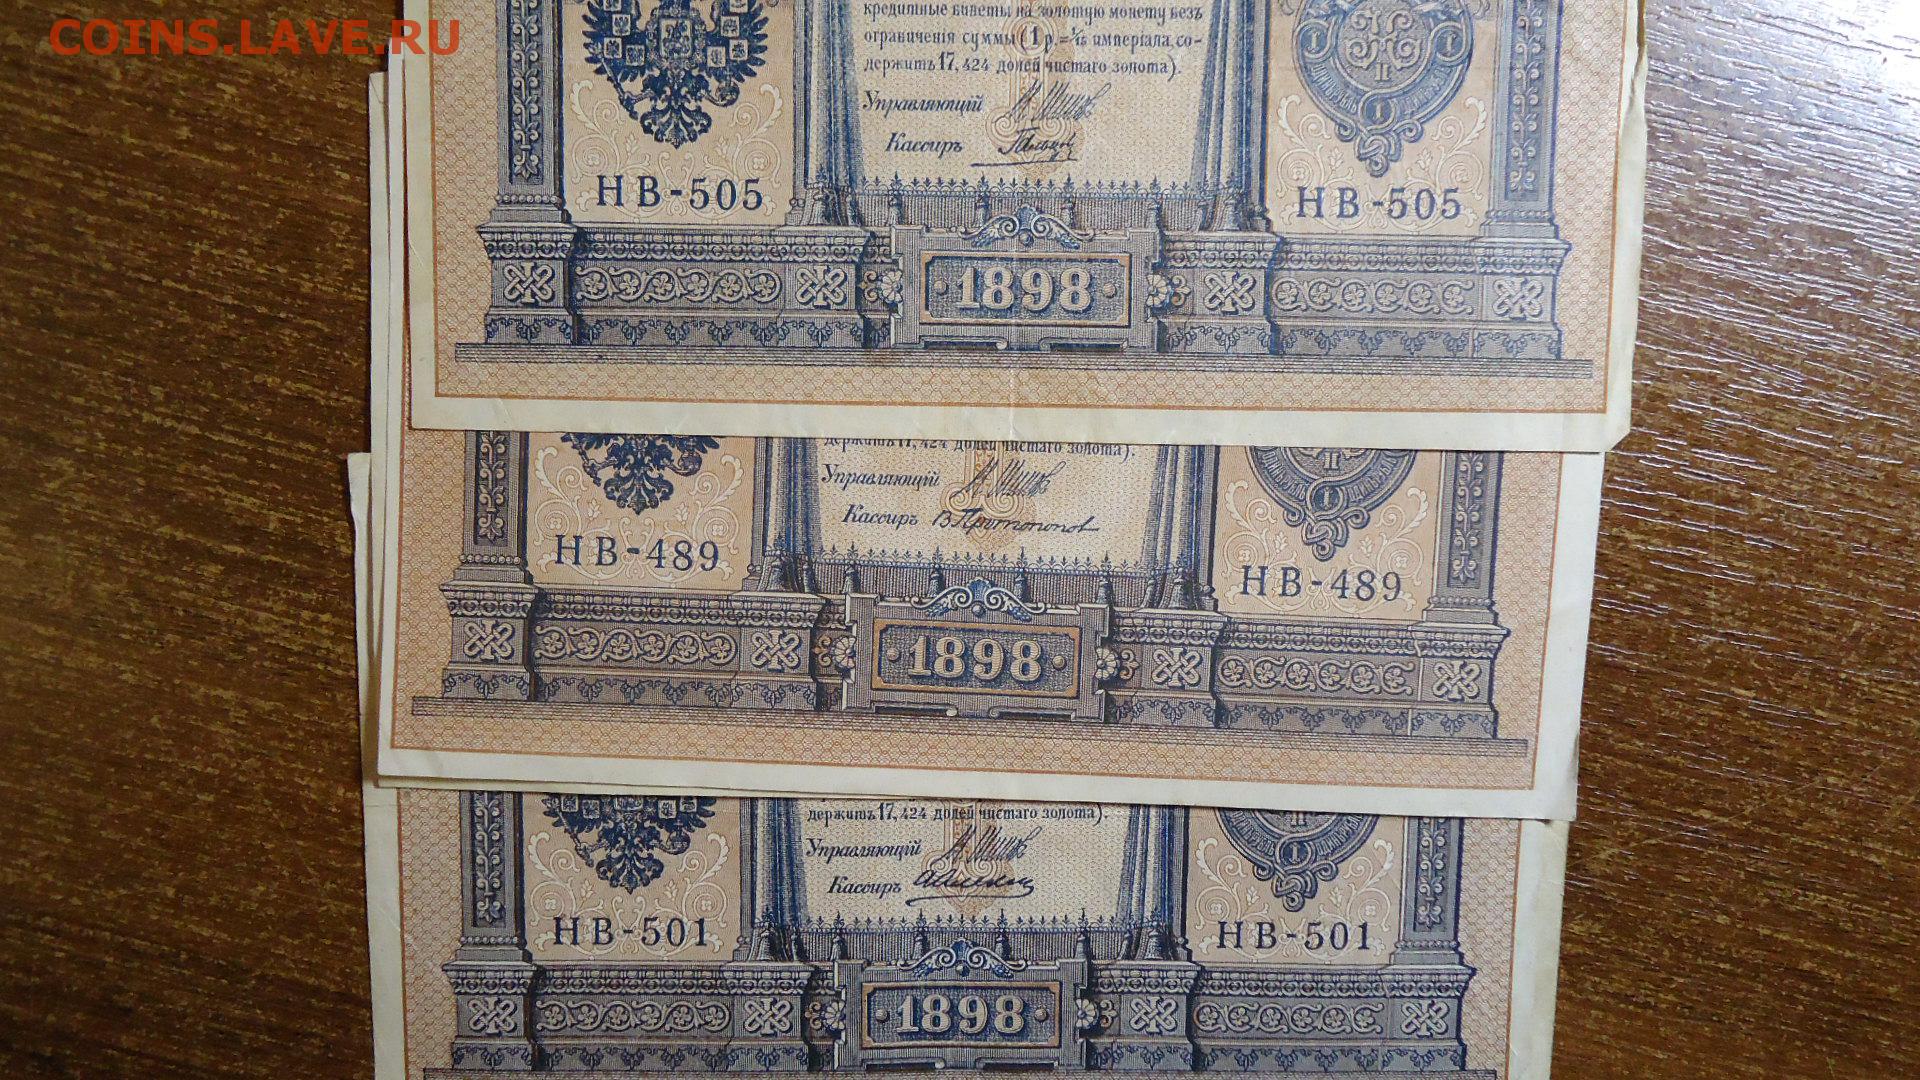 COINS.LAVE.RU
кредитные билеты на золотую монету безъ
ограниченія суммы (1 р.=1/15 имперіала, со-
держитъ 17,424 долей чистаго золота).
Управляющій
Кассиръ
НВ-505 НВ-505
1898
держитъ 17,424 долей чистаго золота).
Управляющій
Кассиръ В Протопопов
НВ-489 НВ-489
1898
держитъ 17,424 долей чистаго золота).
Управляющій
Кассиръ
НВ-501 НВ-501
1898